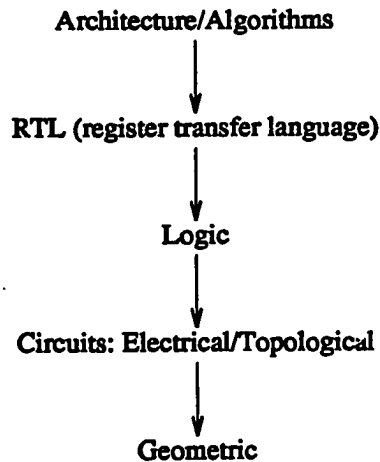 Architecture/Algorithms
RTL (register transfer language)
Logic
Circuits: Electrical/Topological
Geometric